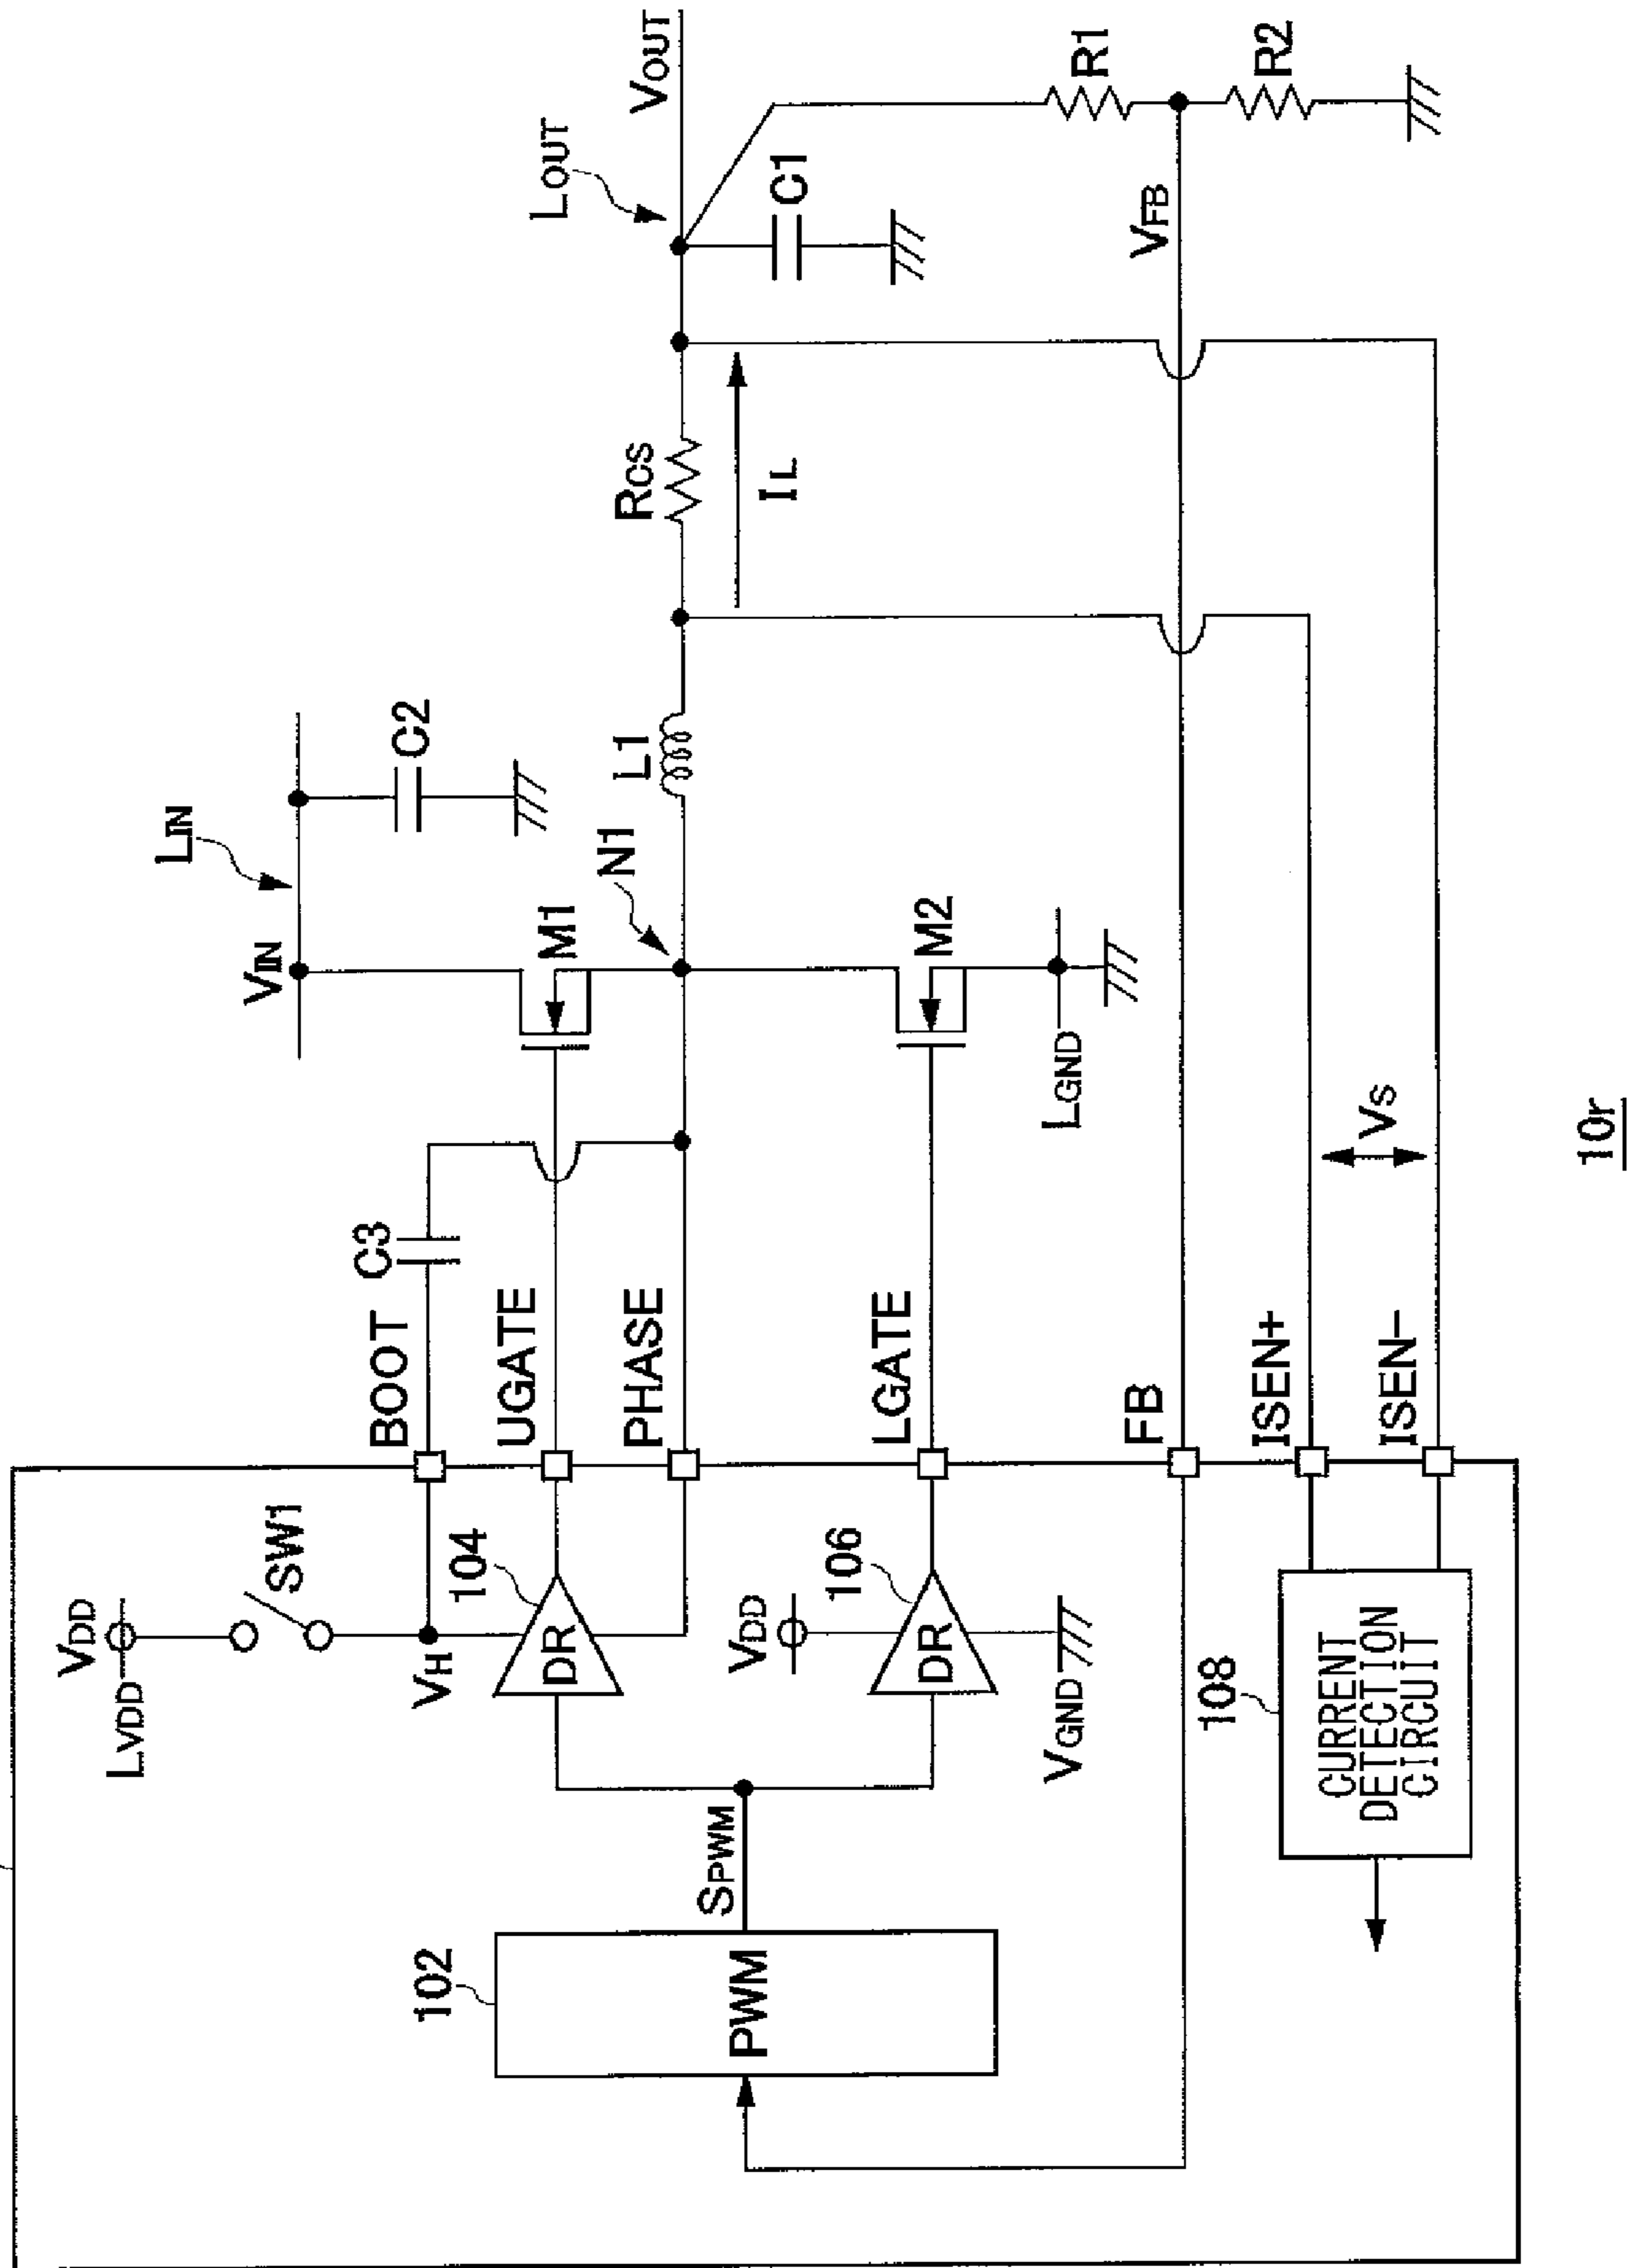 VDD
LVDD
SW1
VH
BOOT
C3
104
DR
UGATE
PHASE
VIN
LIN
C2
M1
N1
L1
RCS
IL
LOUT
VOUT
C1
R1
R2
VFB
102
PWM
SPWM
VDD
106
DR
VGND
LGATE
M2
LGND
FB
108
CURRENT
DETECTION
CIRCUIT
ISEN+
ISEN−
VS
10r